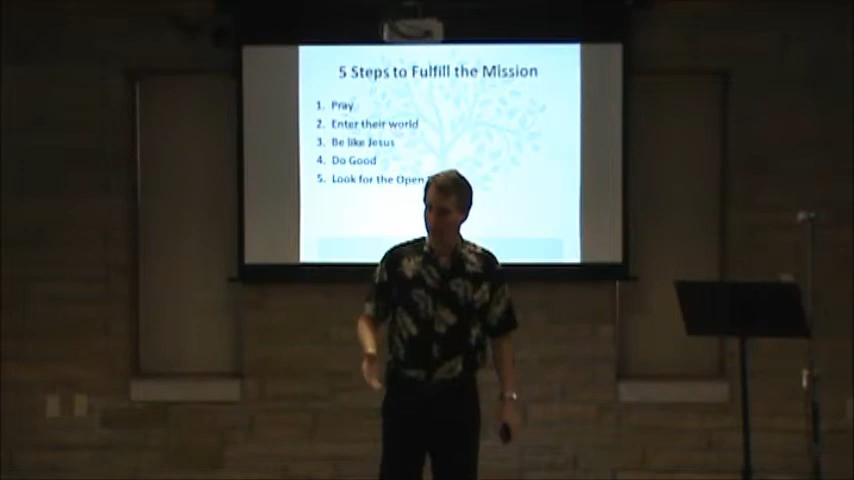 5 Steps to Fulfill the Mission
1. Pray
2. Enter their world
3. Be like Jesus
4. Do Good
5. Look for the Open